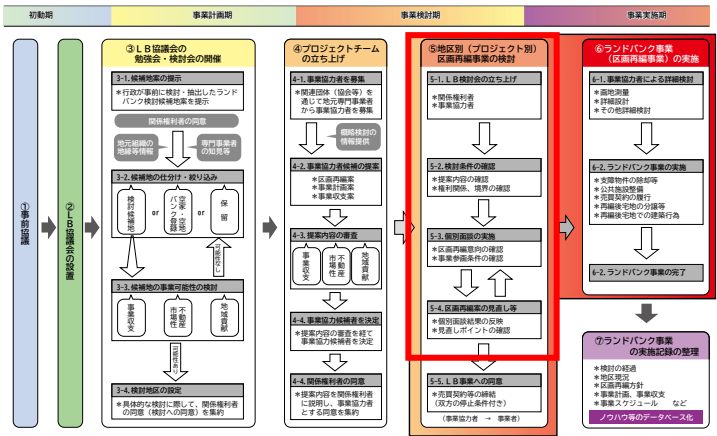 初動期
事業計画期
事業検討期
事業実施期
①事前協議
②LB協議会の設置
③LB協議会の
勉強会・検討会の開催
3-1.候補地案の提示
＊行政が事前に検討・抽出したランド
バンク検討候補地案を提示
関係権利者の同意
地元組織の
地縁等情報
専門事業者
の知見等
3-2.候補地の仕分け・絞り込み
検討候補地
or
空家・空地
バンク登録
or
保留
可能性なし
3-3.候補地の事業可能性の検討
事業収支
不動産
市場性
地域貢献
可能性あり
3-4.検討地区の設定
＊具体的な検討に際して、関係権利者
の同意（検討への同意）を集約
④プロジェクトチーム
の立ち上げ
4-1.事業協力者を募集
＊関連団体（協会等）を
通じて地元専門事業者
から事業協力者を募集
概略検討の
情報提供
4-2.事業協力者候補の提案
＊区画再編案
＊事業計画案
＊事業収支案
4-3.提案内容の審査
事業収支
不動産
市場性
地域貢献
4-4.事業協力候補者を決定
＊提案内容の審査を経て
事業協力候補者を決定
4-4.関係権利者の同意
＊提案内容を関係権利者
に説明し、事業協力者
とする同意を集約
⑤地区別（プロジェクト別）
区画再編事業の検討
5-1.LB検討会の立ち上げ
＊関係権利者
＊事業協力者
5-2.検討条件の確認
＊提案内容の確認
＊権利関係、境界の確認
5-3.個別面談の実施
＊区画再編意向の確認
＊事業参画条件の確認
5-4.区画再編案の見直し等
＊個別面談結果の反映
＊見直しポイントの確認
5-5.LB事業への同意
＊売買契約等の締結
（双方の停止条件付き）
（事業協力者 → 事業者）
⑥ランドバンク事業
（区画再編事業）の実施
6-1.事業協力者による詳細検討
＊画地測量
＊詳細設計
＊その他詳細検討
6-2.ランドバンク事業の実施
＊支障物件の除却等
＊公共施設整備
＊売買契約の履行
＊再編後宅地の分譲等
＊再編後宅地での建築行為
6-2.ランドバンク事業の完了
⑦ランドバンク事業
の実施記録の整理
＊検討の経過
＊地区現況
＊区画再編方針
＊事業計画、事業収支
＊事業スケジュール など
ノウハウ等のデータベース化